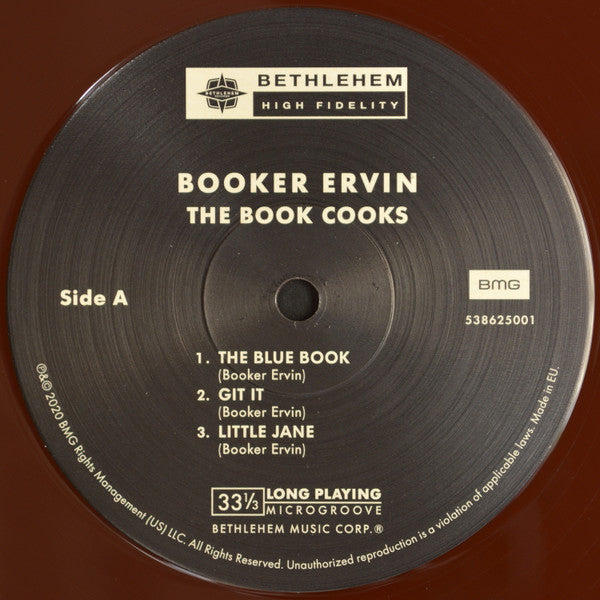 BETHLEHEM
BETHLEHEM
HIGH FIDELITY
BOOKER ERVIN
THE BOOK COOKS
Side A
BMG
538625001
1. THE BLUE BOOK
(Booker Ervin)
2. GIT IT
(Booker Ervin)
3. LITTLE JANE
(Booker Ervin)
33⅓ LONG PLAYING
MICROGROOVE
BETHLEHEM MUSIC CORP.®
℗&© 2020 BMG Rights Management (US) LLC. All Rights Reserved. Unauthorized reproduction is a violation of applicable laws. Made in EU.